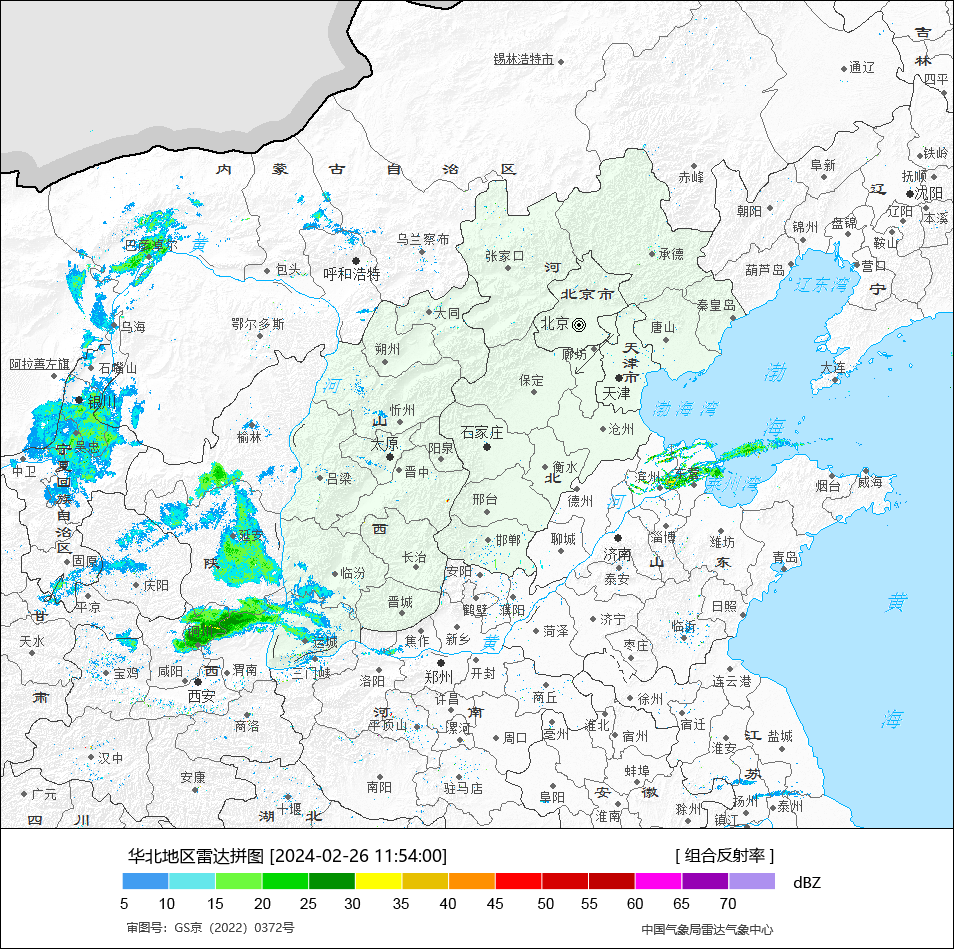 吉
锡林浩特市
通辽
林
四平
铁岭
内 蒙 古 自 治 区
阜新
抚顺
赤峰
辽
沈阳
朝阳
辽阳
本溪
锦州
盘锦
鞍山
巴彦淖尔
黄
乌兰察布
张家口
承德
呼和浩特
包头
河
葫芦岛
营口
辽东湾
宁
北京市
秦皇岛
大同
乌海
鄂尔多斯
北京
唐山
天
津
市
朔州
廊坊
阿拉善左旗
石嘴山
大连
渤
保定
河
天津
银川
忻州
渤海湾
山
海
榆林
太原
阳泉
石家庄
沧州
吴忠
宁
夏
回
族
自
治
区
中卫
晋中
吕梁
衡水
北
滨州
东营
莱州湾
烟台
威海
德州
河
邢台
西
延安
邯郸
聊城
济南
淄博
潍坊
青岛
固原
陕
长治
山
东
临汾
安阳
泰安
庆阳
平凉
晋城
鹤壁
濮阳
日照
黄
甘
铜川
济宁
临沂
天水
运城
焦作
新乡
黄
菏泽
枣庄
宝鸡
咸阳
西
渭南
三门峡
洛阳
郑州
开封
连云港
西安
肃
许昌
商丘
徐州
商洛
河
南
平顶山
漯河
淮北
宿迁
海
周口
亳州
宿州
江
盐城
淮安
汉中
安康
南阳
驻马店
蚌埠
苏
广元
十堰
阜阳
安
徽
滁州
扬州
泰州
四 川
湖 北
淮南
镇江
华北地区雷达拼图 [2024-02-26 11:54:00]
[ 组合反射率 ]
5 10 15 20 25 30 35 40 45 50 55 60 65 70
dBZ
审图号：GS京（2022）0372号
中国气象局雷达气象中心